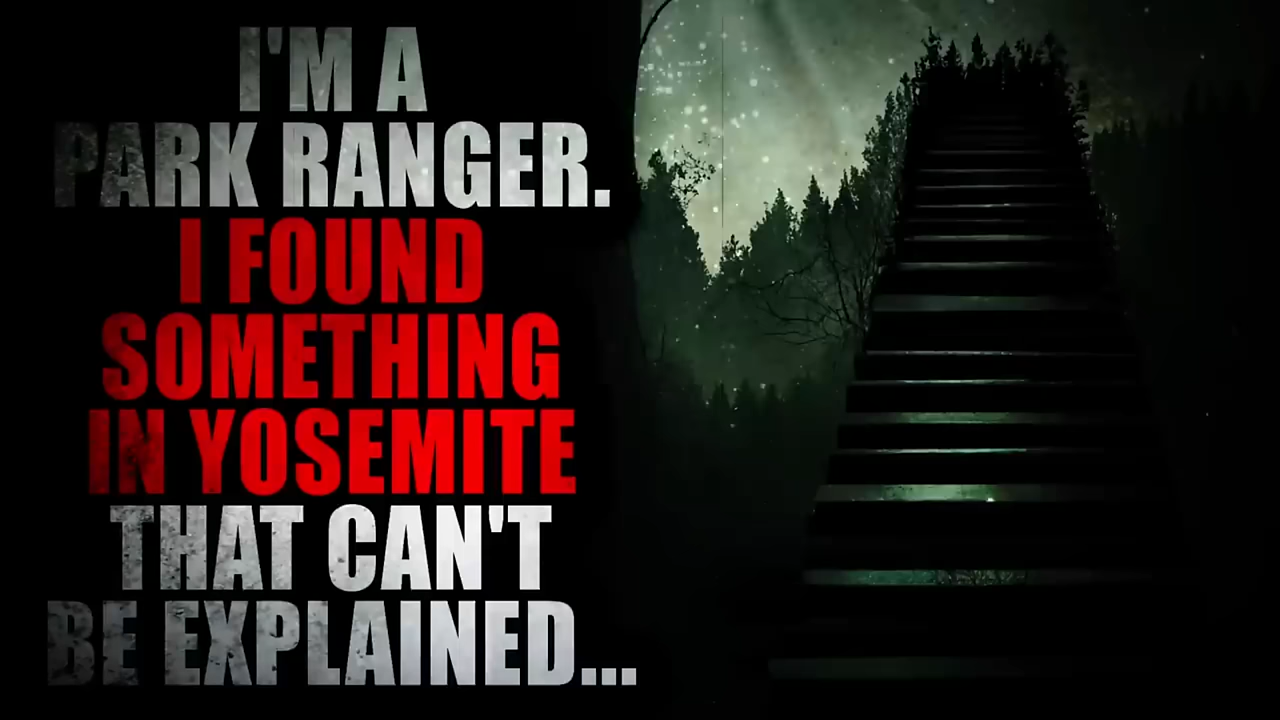 I'M A
PARK RANGER.
I FOUND
SOMETHING
IN YOSEMITE
THAT CAN'T
BE EXPLAINED...